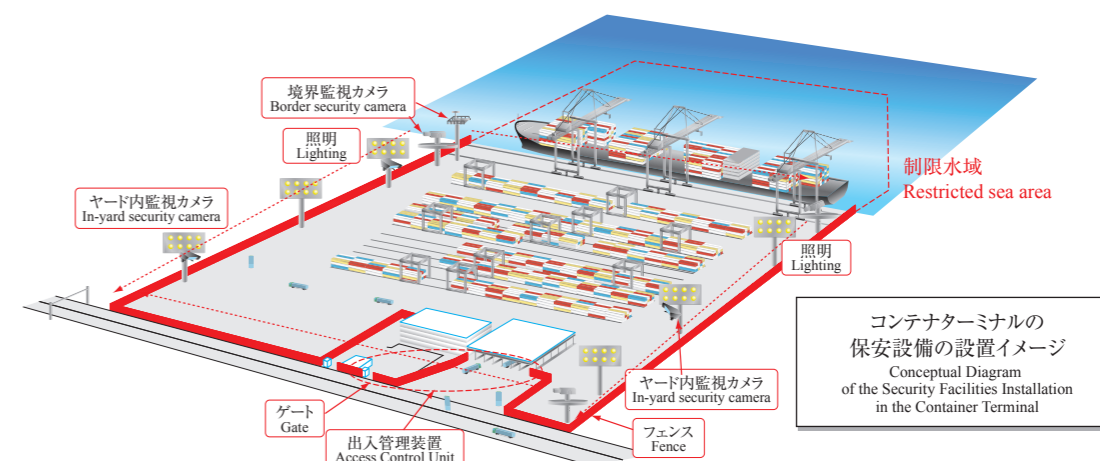 境界監視カメラ
Border security camera
照明
Lighting
ヤード内監視カメラ
In-yard security camera
制限水域
Restricted sea area
照明
Lighting
コンテナターミナルの
保安設備の設置イメージ
Conceptual Diagram
of the Security Facilities Installation
in the Container Terminal
ヤード内監視カメラ
In-yard security camera
ゲート
Gate
フェンス
Fence
出入管理装置
Access Control Unit